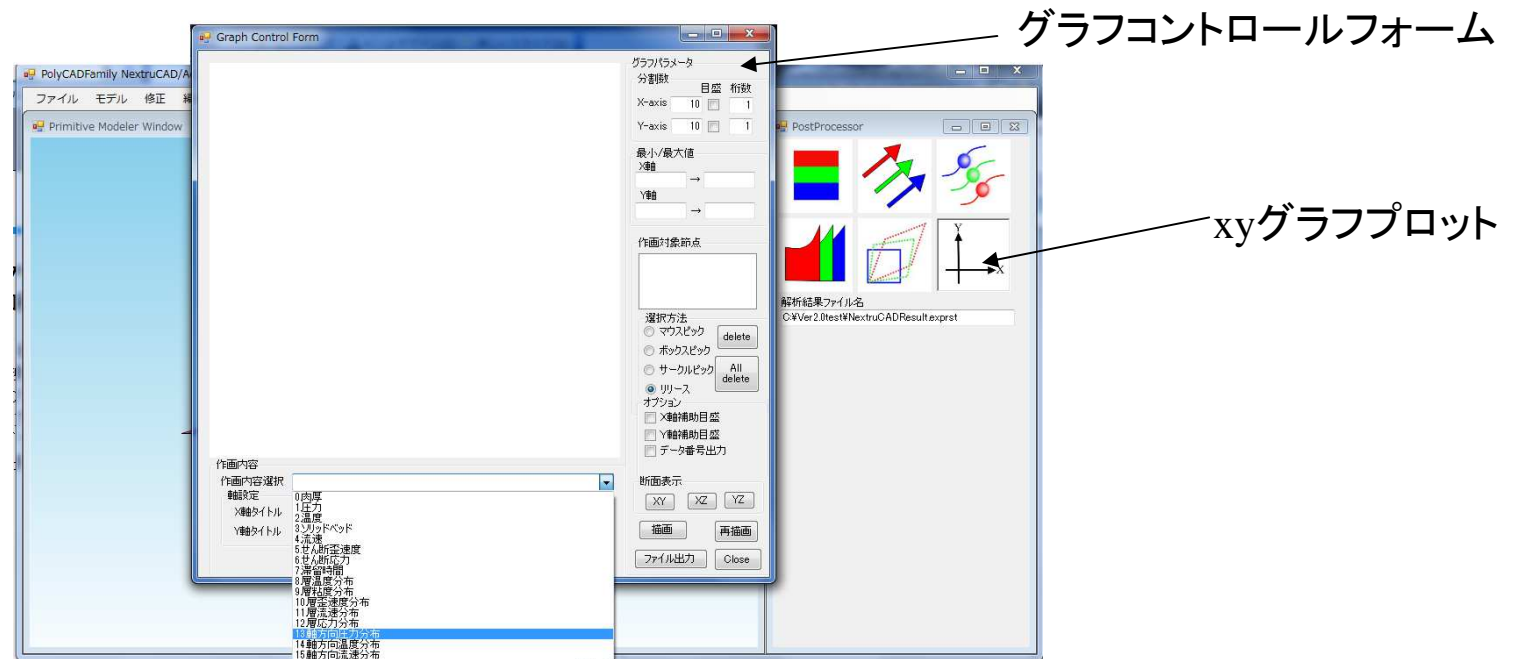 グラフコントロールフォーム
xyグラフプロット
Graph Control Form
グラフパラメータ
分割数
目盛 桁数
X-axis 10 1
Y-axis 10 1
最小/最大値
X軸
→
Y軸
→
作画対象節点
選択方法
マウスピック
delete
ボックスピック
サークルピック
All delete
リリース
オプション
X軸補助目盛
Y軸補助目盛
データ番号出力
断面表示
XY XZ YZ
描画 再描画
ファイル出力 Close
作画内容
作画内容選択
軸設定
X軸タイトル
Y軸タイトル
0.肉厚
1.圧力
2.温度
3.ソリッドベッド
4.流速
5.せん断歪速度
6.せん断応力
7.滞留時間
8.層温度分布
9.層粘度分布
10.層歪速度分布
11.層流速分布
12.層応力分布
13.軸方向圧力分布
14.軸方向温度分布
15.軸方向流速分布
PolyCADFamily NextruCAD/
ファイル モデル 修正
Primitive Modeler Window
PostProcessor
Y
X
解析結果ファイル名
C:¥Ver2.0test¥NextruCADResult.exprst